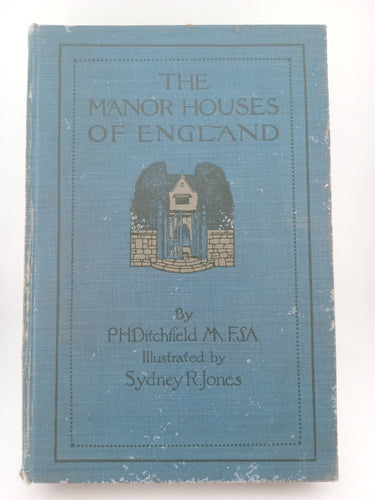 THE
MANOR HOUSES
OF ENGLAND
By
P.H.Ditchfield M.A. F.S.A
Illustrated by
Sydney R. Jones